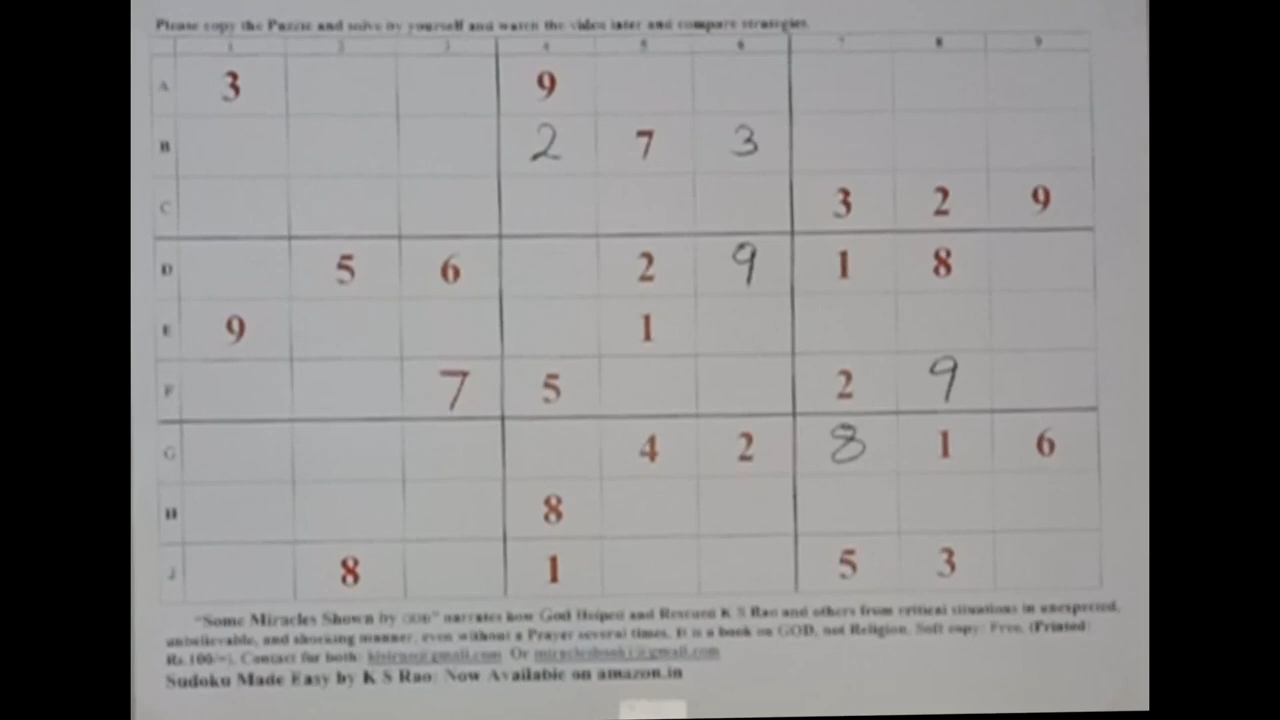 Please copy the Puzzle and solve by yourself and watch the video later and compare strategies.
1 2 3 4 5 6 7 8 9
A 3 9
B 2 7 3
C 3 2 9
D 5 6 2 9 1 8
E 9 1
F 7 5 2 9
G 4 2 8 1 6
H 8
J 8 1 5 3
"Some Miracles Shown by GOD" narrates how God Helped and Rescued K S Rao and others from critical situations in unexpected,
unbelievable, and shocking manner, even without a Prayer several times. It is a book on GOD, not Religion. Soft copy: Free, (Printed:
Rs.100/=). Contact for both: Or
Sudoku Made Easy by K S Rao: Now Available on amazon.in